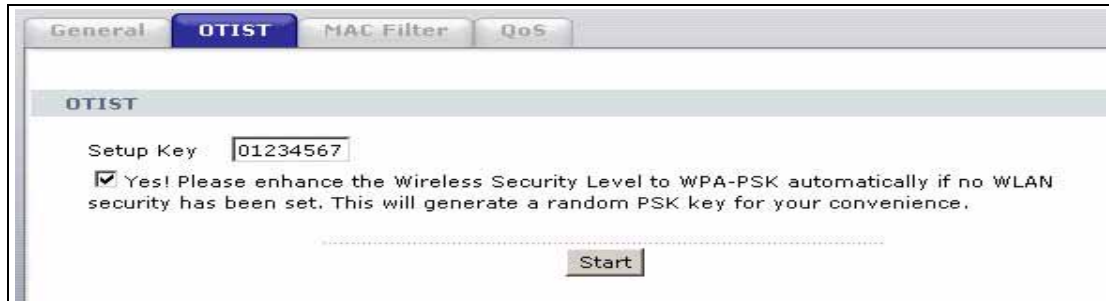 General OTIST MAC Filter QoS
OTIST
Setup Key 01234567
Yes! Please enhance the Wireless Security Level to WPA-PSK automatically if no WLAN
security has been set. This will generate a random PSK key for your convenience.
Start